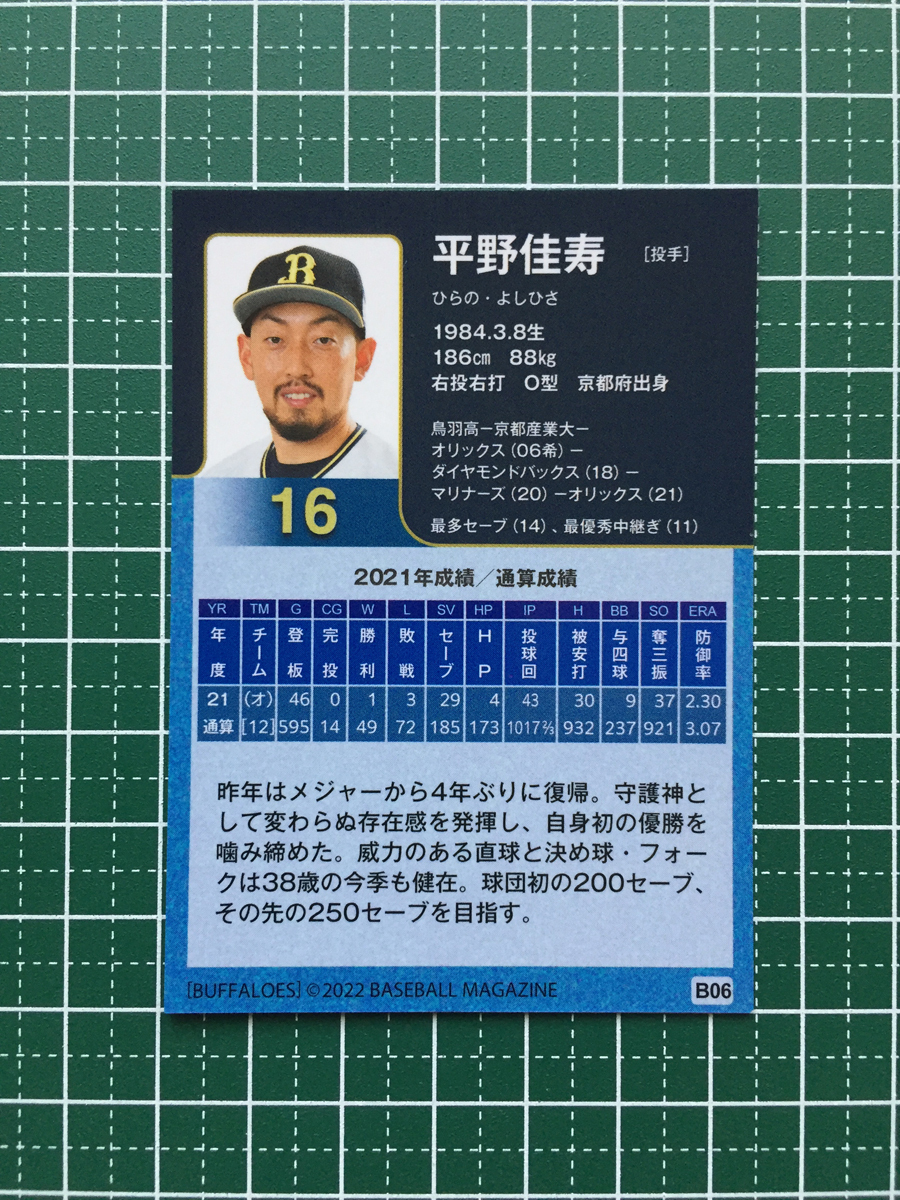 平野佳寿 [投手]
ひらの・よしひさ
1984.3.8生
186㎝ 88㎏
右投右打 O型 京都府出身
鳥羽高ー京都産業大ー
オリックス(06希)ー
ダイヤモンドバックス(18)ー
マリナーズ(20)ーオリックス(21)
最多セーブ(14)、最優秀中継ぎ(11)
B
16
2021年成績/通算成績
YR TM G CG W L SV HP IP H BB SO ERA
年度 チーム 登板 完投 勝利 敗戦 セーブ HP 投球回 被安打 与四球 奪三振 防御率
21 (オ) 46 0 1 3 29 4 43 30 9 37 2.30
通算 [12] 595 14 49 72 185 173 1017⅔ 932 237 921 3.07
昨年はメジャーから4年ぶりに復帰。守護神と
して変わらぬ存在感を発揮し、自身初の優勝を
噛み締めた。威力のある直球と決め球・フォー
クは38歳の今季も健在。球団初の200セーブ、
その先の250セーブを目指す。
[BUFFALOES] ©2022 BASEBALL MAGAZINE B06